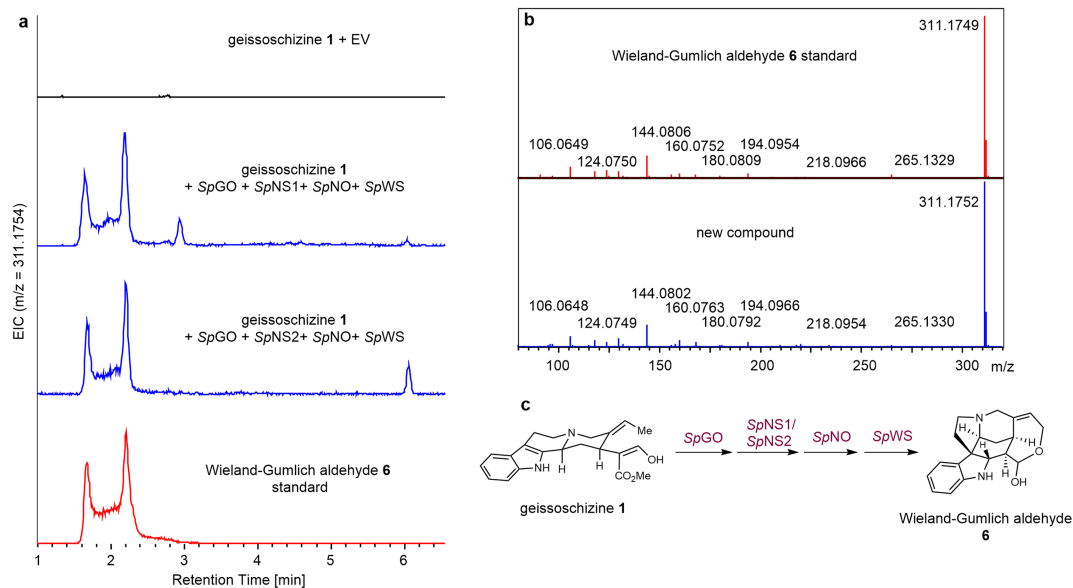 a
geissoschizine 1 + EV
geissoschizine 1
+ SpGO + SpNS1+ SpNO+ SpWS
geissoschizine 1
+ SpGO + SpNS2+ SpNO+ SpWS
Wieland-Gumlich aldehyde 6
standard
EIC (m/z = 311.1754)
1 2 3 4 5 6
Retention Time [min]
b
311.1749
Wieland-Gumlich aldehyde 6 standard
106.0649
124.0750
144.0806
160.0752
180.0809
194.0954
218.0966
265.1329
311.1752
new compound
106.0648
124.0749
144.0802
160.0763
180.0792
194.0966
218.0954
265.1330
100 150 200 250 300 m/z
c
N
Me
NH
H
H
OH
CO2Me
geissoschizine 1
SpGO
SpNS1/
SpNS2
SpNO
SpWS
N
H
H
H
O
NH
H
OH
Wieland-Gumlich aldehyde
6